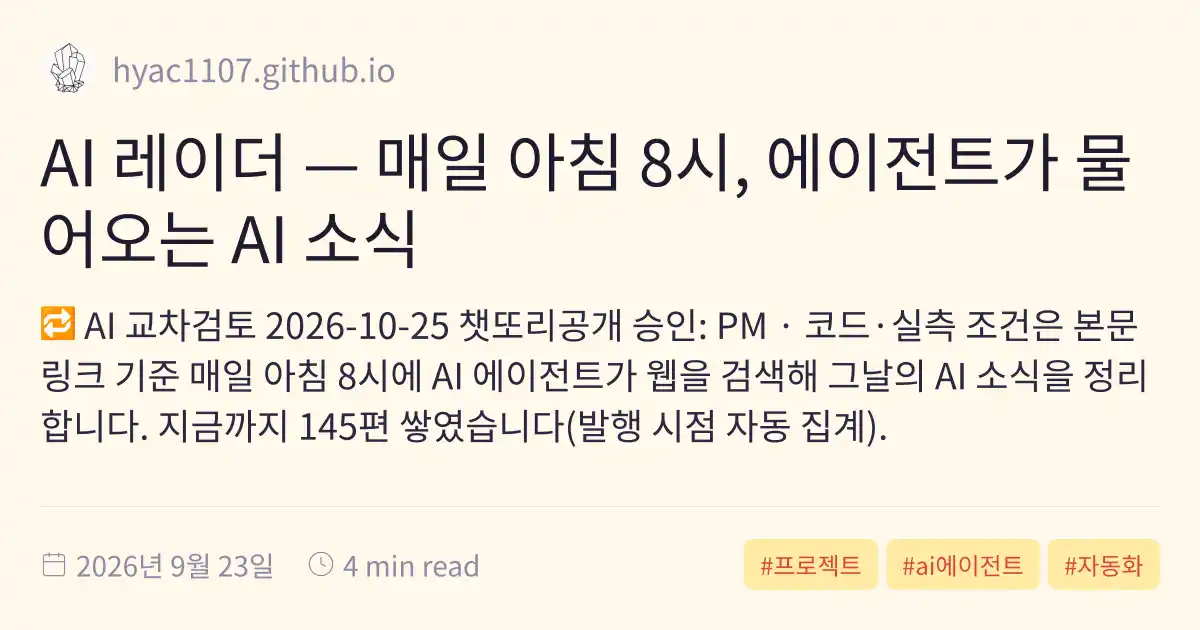 hyac1107.github.io
AI 레이더 — 매일 아침 8시, 에이전트가 물
어오는 AI 소식
🔁 AI 교차검토 2026-10-25 챗또리공개 승인: PM · 코드·실측 조건은 본문
링크 기준 매일 아침 8시에 AI 에이전트가 웹을 검색해 그날의 AI 소식을 정리
합니다. 지금까지 145편 쌓였습니다(발행 시점 자동 집계).
2026년 9월 23일 4 min read #프로젝트 #ai에이전트 #자동화